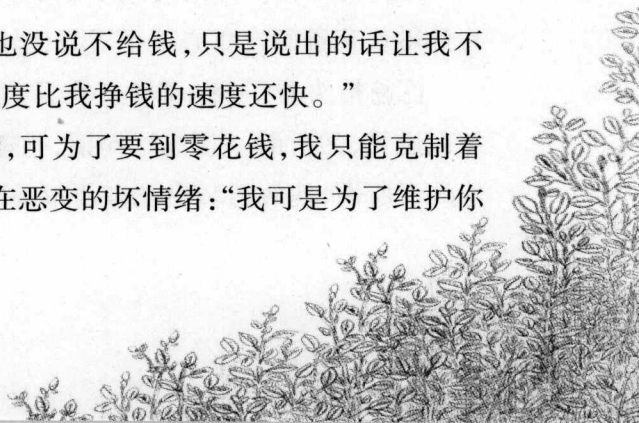 也没说不给钱,只是说出的话让我不
度比我挣钱的速度还快。”
,可为了要到零花钱,我只能克制着
在恶变的坏情绪:“我可是为了维护你